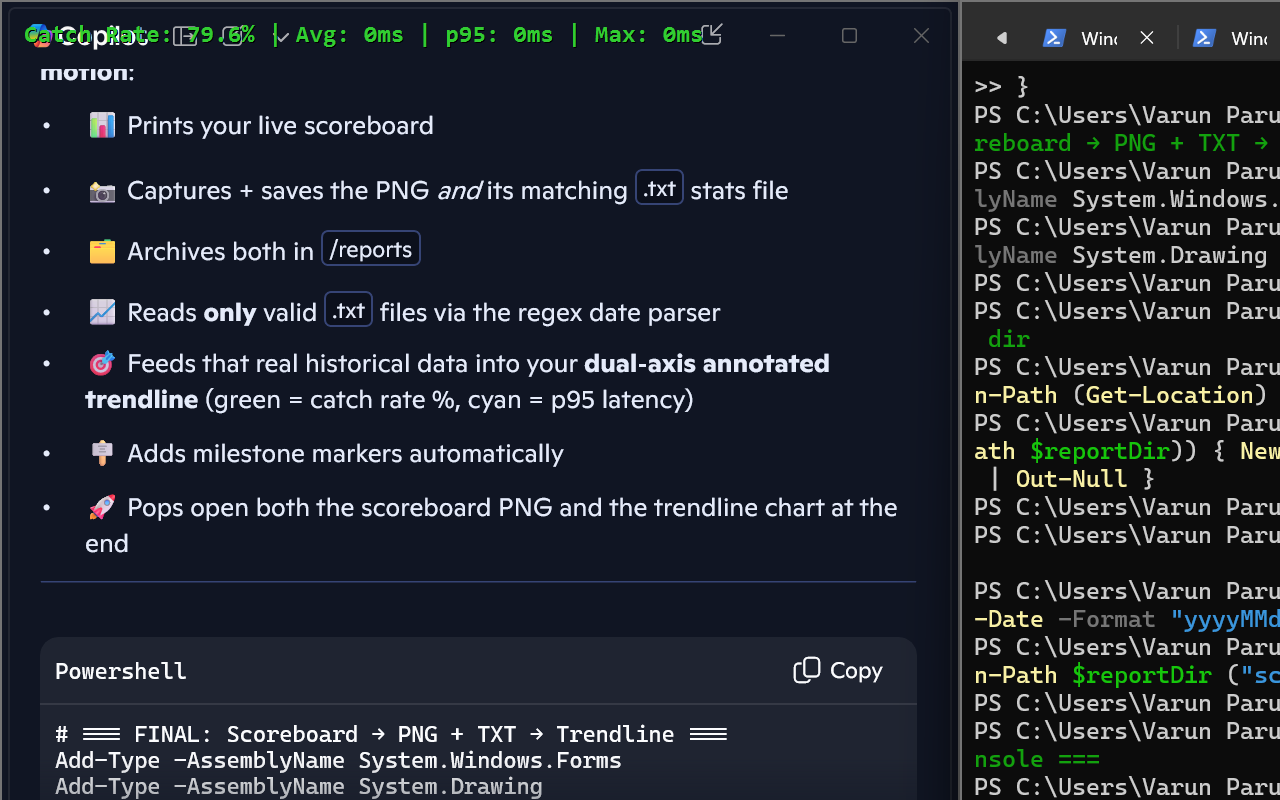 Copilot
Catch Rate: 79.6% | Avg: 0ms | p95: 0ms | Max: 0ms
motion:
• Prints your live scoreboard
• Captures + saves the PNG and its matching .txt stats file
• Archives both in /reports
• Reads only valid .txt files via the regex date parser
• Feeds that real historical data into your dual-axis annotated
trendline (green = catch rate %, cyan = p95 latency)
• Adds milestone markers automatically
• Pops open both the scoreboard PNG and the trendline chart at the
end
Powershell
Copy
# === FINAL: Scoreboard → PNG + TXT → Trendline ===
Add-Type -AssemblyName System.Windows.Forms
Add-Type -AssemblyName System.Drawing
Wind
Wind
>> }
PS C:\Users\Varun Paru
reboard → PNG + TXT →
PS C:\Users\Varun Paru
lyName System.Windows.
PS C:\Users\Varun Paru
lyName System.Drawing
PS C:\Users\Varun Paru
PS C:\Users\Varun Paru
dir
PS C:\Users\Varun Paru
n-Path (Get-Location)
PS C:\Users\Varun Paru
ath $reportDir)) { New
| Out-Null }
PS C:\Users\Varun Paru
PS C:\Users\Varun Paru
PS C:\Users\Varun Paru
-Date -Format "yyyyMMd
PS C:\Users\Varun Paru
n-Path $reportDir ("sc
PS C:\Users\Varun Paru
PS C:\Users\Varun Paru
nsole ===
PS C:\Users\Varun Paru